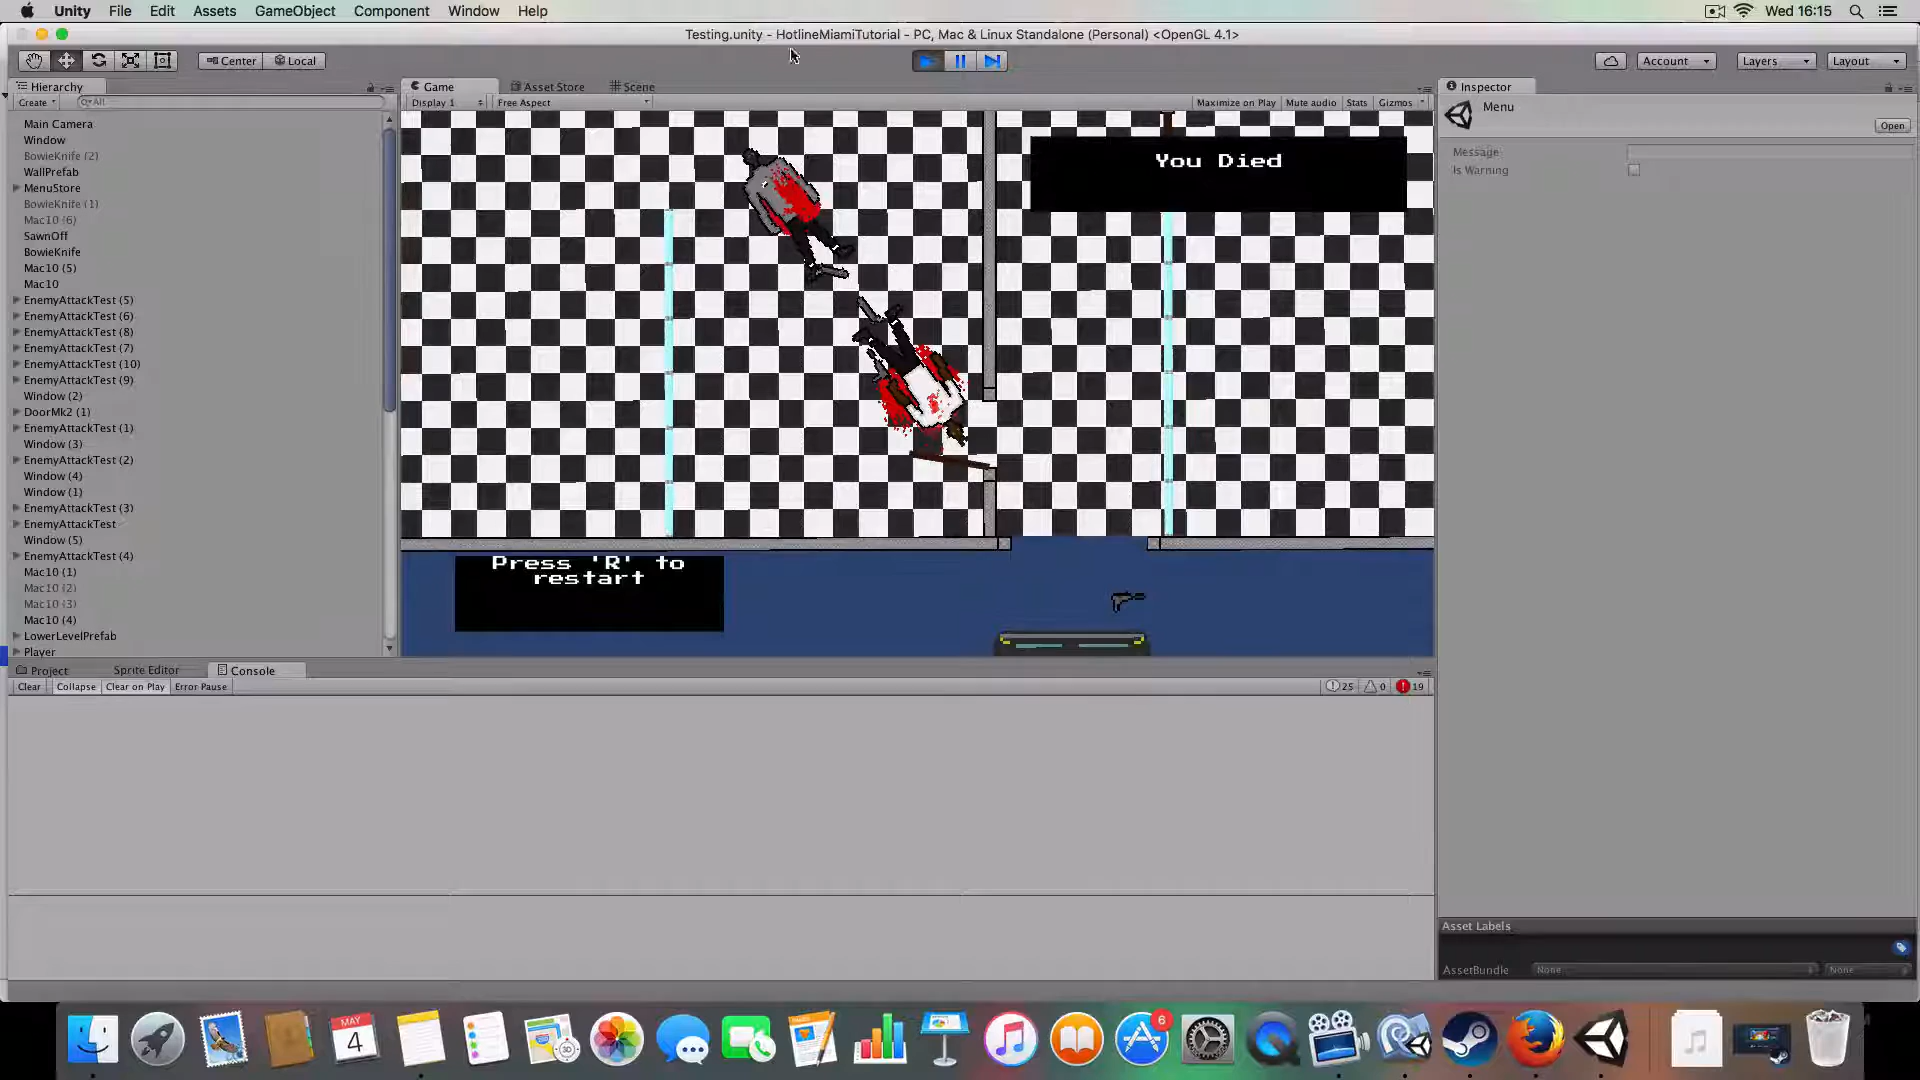 Unity File Edit Assets GameObject Component Window Help Wed 16:15
Testing.unity - HotlineMiamiTutorial - PC, Mac & Linux Standalone (Personal) <OpenGL 4.1>
Center Local Account Layers Layout
Hierarchy Game Asset Store Scene Inspector
Create All Display 1 Free Aspect Maximize on Play Mute audio Stats Gizmos
Menu
Open
Message
Is Warning
Main Camera
Window
BowieKnife (2)
WallPrefab
MenuStore
BowieKnife (1)
Mac10 (6)
SawnOff
BowieKnife
Mac10 (5)
Mac10
EnemyAttackTest (5)
EnemyAttackTest (6)
EnemyAttackTest (8)
EnemyAttackTest (7)
EnemyAttackTest (10)
EnemyAttackTest (9)
Window (2)
DoorMk2 (1)
EnemyAttackTest (1)
Window (3)
EnemyAttackTest (2)
Window (4)
Window (1)
EnemyAttackTest (3)
EnemyAttackTest
Window (5)
EnemyAttackTest (4)
Mac10 (1)
Mac10 (2)
Mac10 (3)
Mac10 (4)
LowerLevelPrefab
Player
You Died
Press 'R' to
restart
Project Sprite Editor Console
Clear Collapse Clear on Play Error Pause 25 0 19
Asset Labels
AssetBundle None None
MAY
4
6